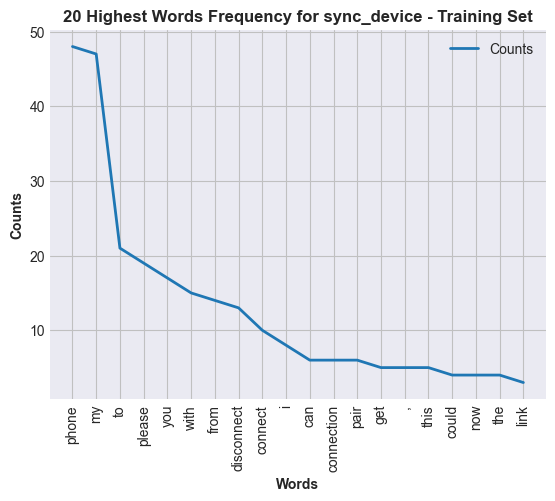 20 Highest Words Frequency for sync_device - Training Set
Counts
Counts
50
40
30
20
10
phone
my
to
please
you
with
from
disconnect
connect
i
can
connection
pair
get
,
this
could
now
the
link
Words